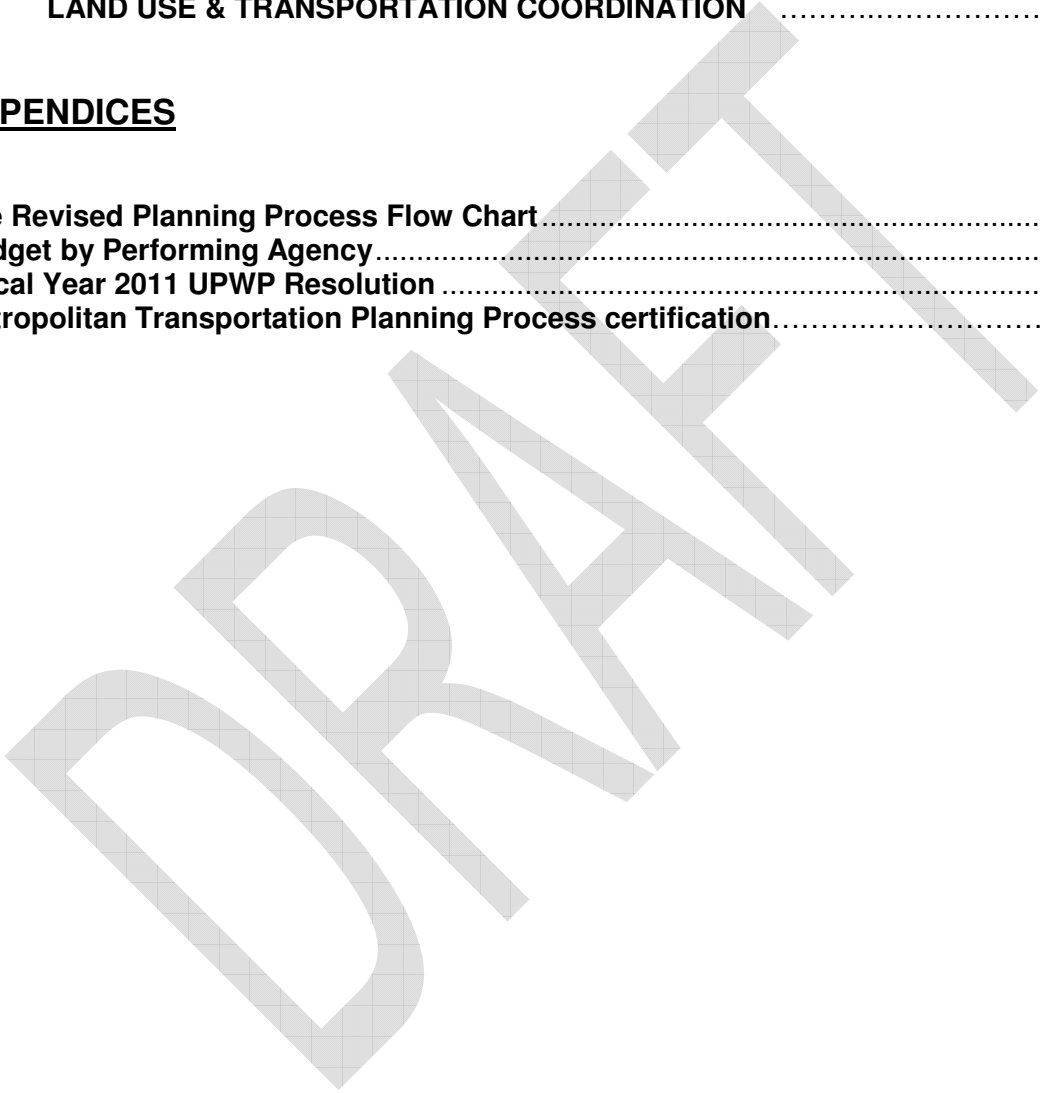 LAND USE & TRANSPORTATION COORDINATION ……………………………
PENDICES
e Revised Planning Process Flow Chart..........................................................................
dget by Performing Agency..........................................................................
cal Year 2011 UPWP Resolution..........................................................................
tropolitan Transportation Planning Process certification……………………………
DRAFT